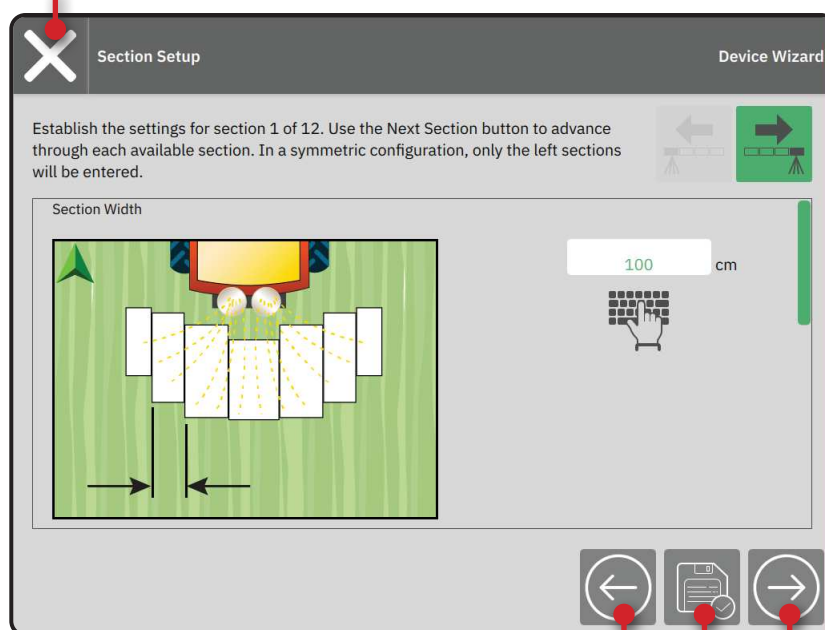 Section Setup
Device Wizard
Establish the settings for section 1 of 12. Use the Next Section button to advance
through each available section. In a symmetric configuration, only the left sections
will be entered.
Section Width
100 cm